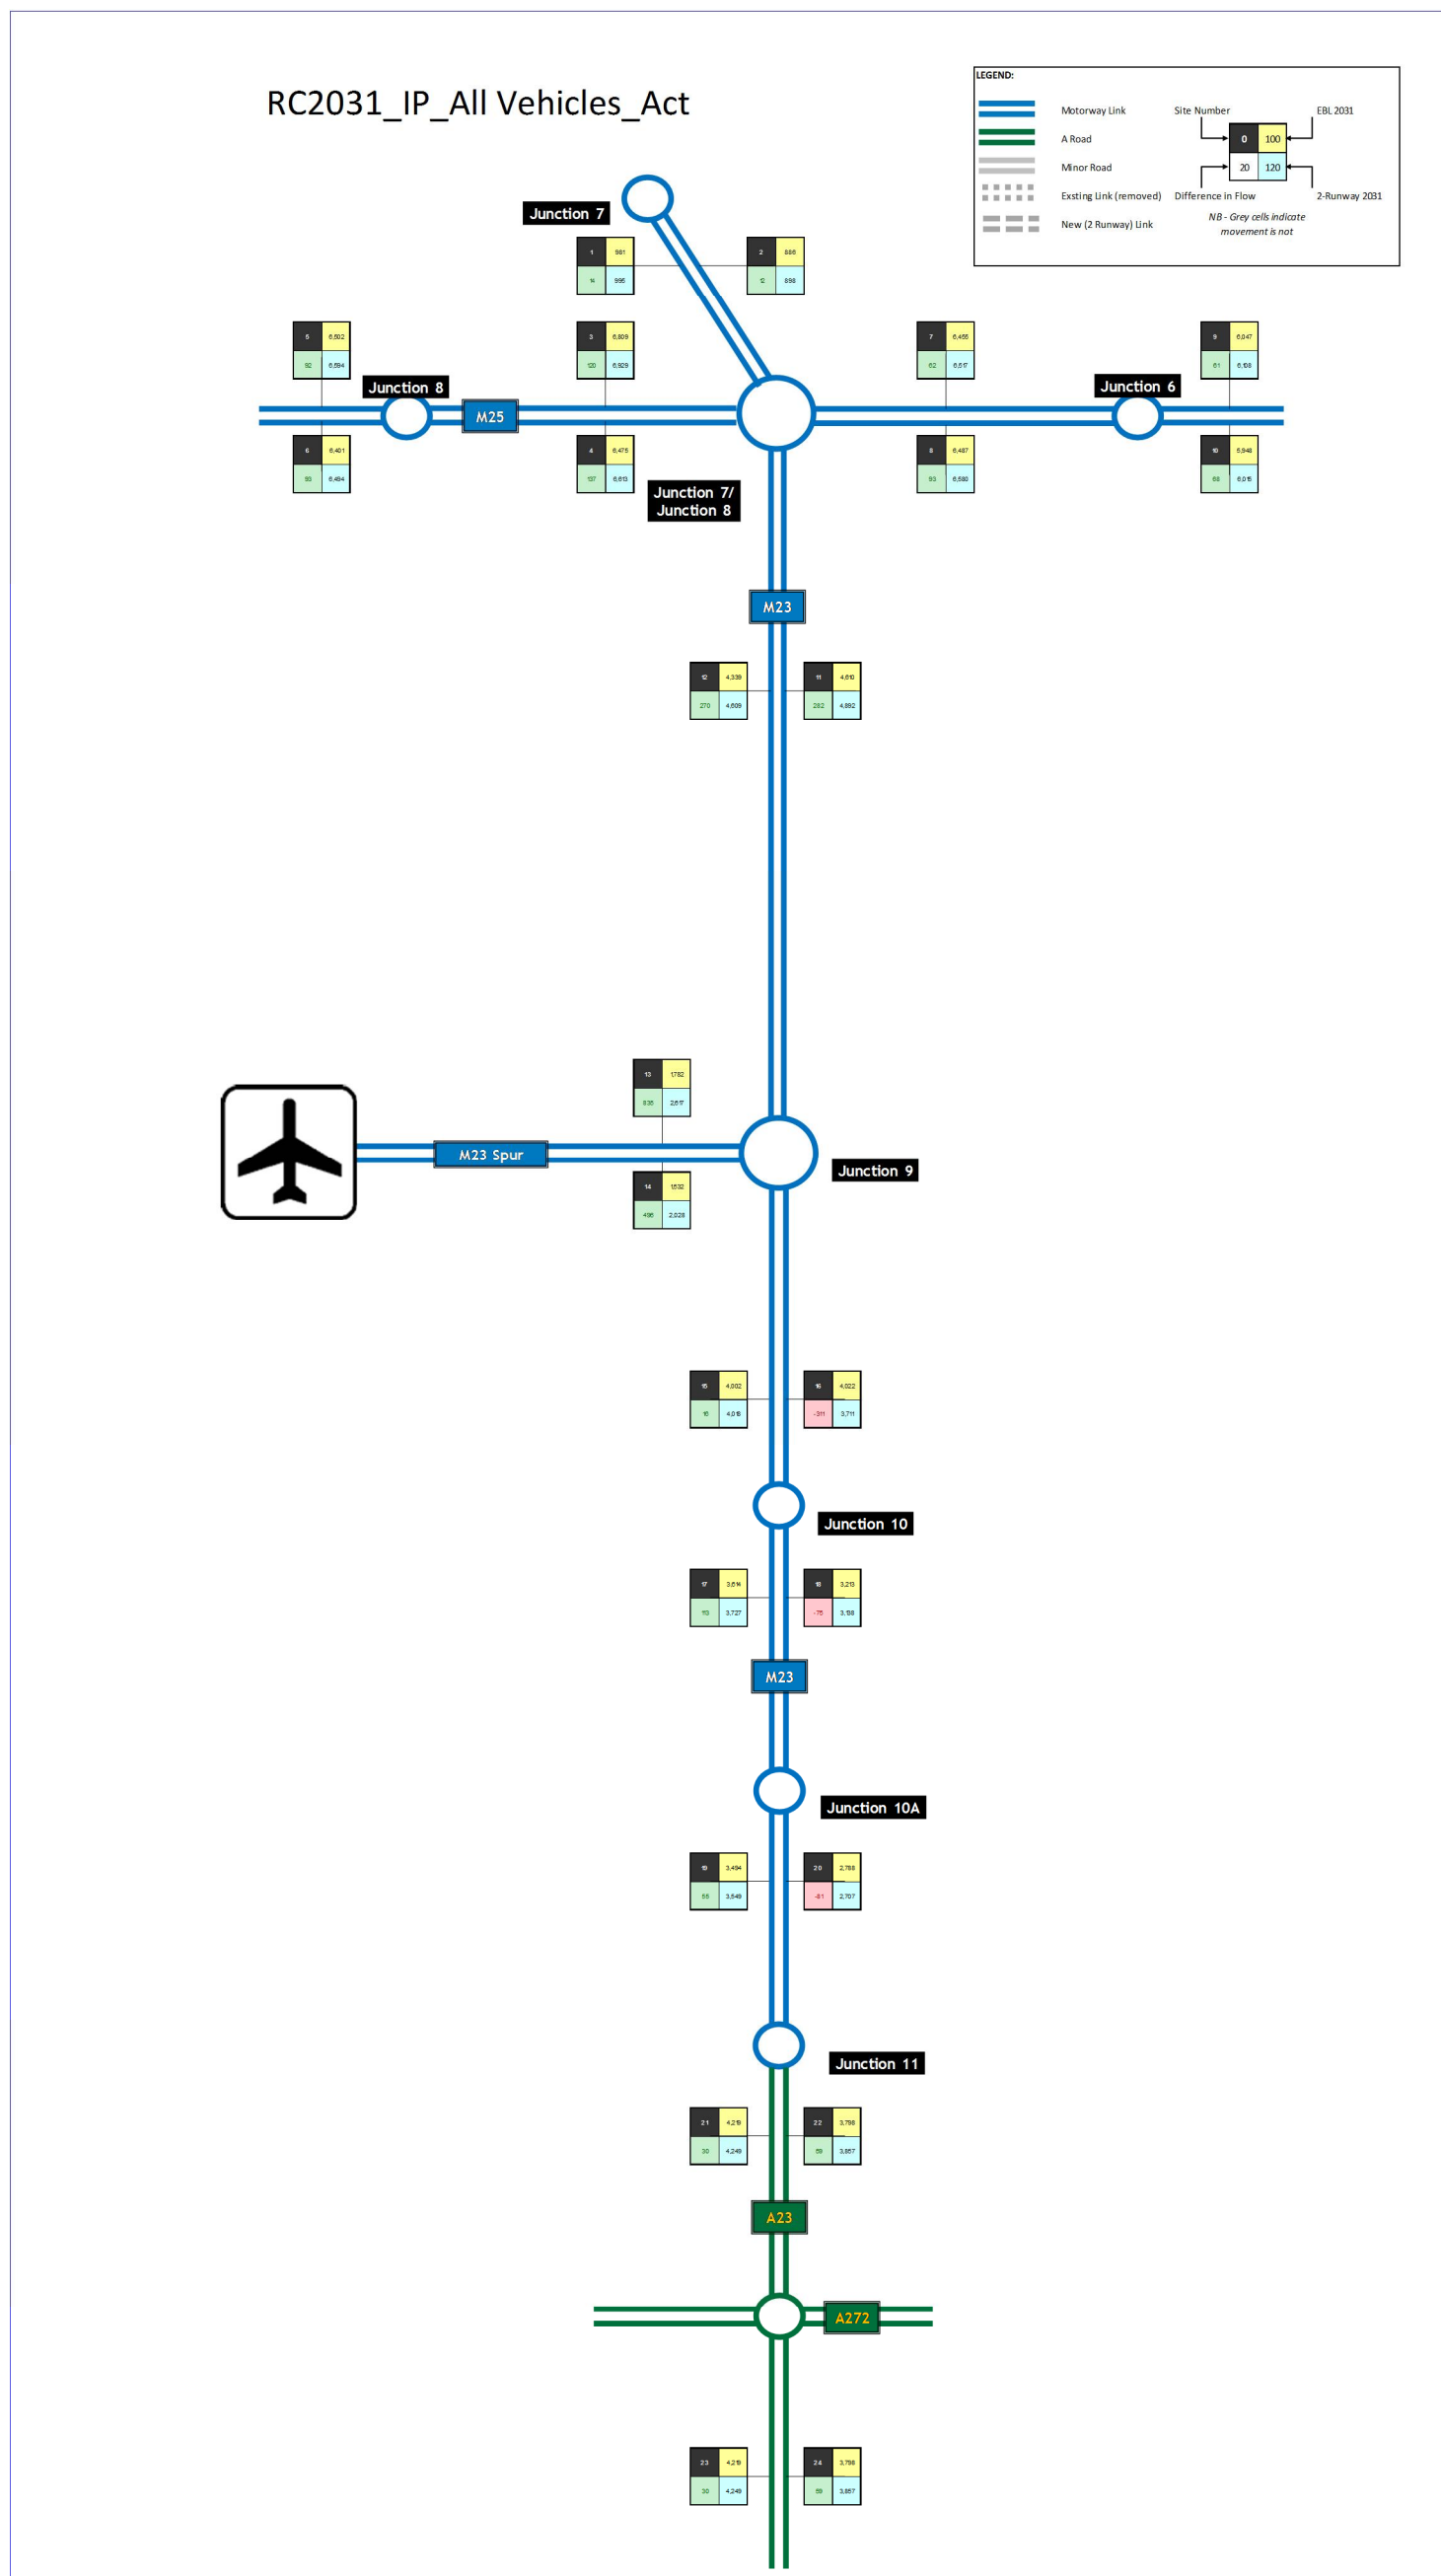 RC2031_IP_All Vehicles_Act
LEGEND:
Motorway Link
A Road
Minor Road
Exsting Link (removed)
New (2 Runway) Link
Site Number
EBL 2031
0 100
20 120
Difference in Flow
2-Runway 2031
NB - Grey cells indicate
movement is not
Junction 7
1
14 995
2 886
12 898
5 6,502
92 6,594
3 6,809
120 6,929
7 6,455
62 6,517
9 6,047
61 6,108
Junction 8
M25
Junction 6
6 6,401
93 6,494
4 6,475
137 6,613
8 6,487
93 6,580
10 5,948
68 6,015
Junction 7/
Junction 8
M23
12 4,339
270 4,609
11 4,610
282 4,892
13 1,782
2,617
M23 Spur
Junction 9
14 1,532
496 2,028
15 4,002
16 4,018
16 4,022
-311 3,711
Junction 10
17 3,614
113 3,727
18 3,213
-75 3,138
M23
Junction 10A
19 3,494
55 3,549
20 2,788
-81 2,707
Junction 11
21 4,219
30 4,249
22 3,798
59 3,857
A23
A272
23 4,219
30 4,249
24 3,798
59 3,857